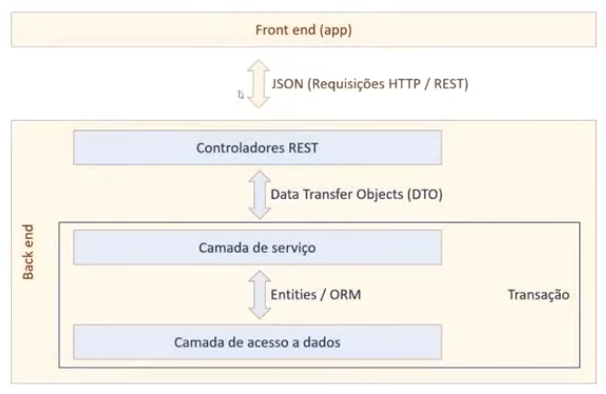 Front end (app)
JSON (Requisições HTTP / REST)
Controladores REST
Data Transfer Objects (DTO)
Back end
Camada de serviço
Entities / ORM
Transação
Camada de acesso a dados